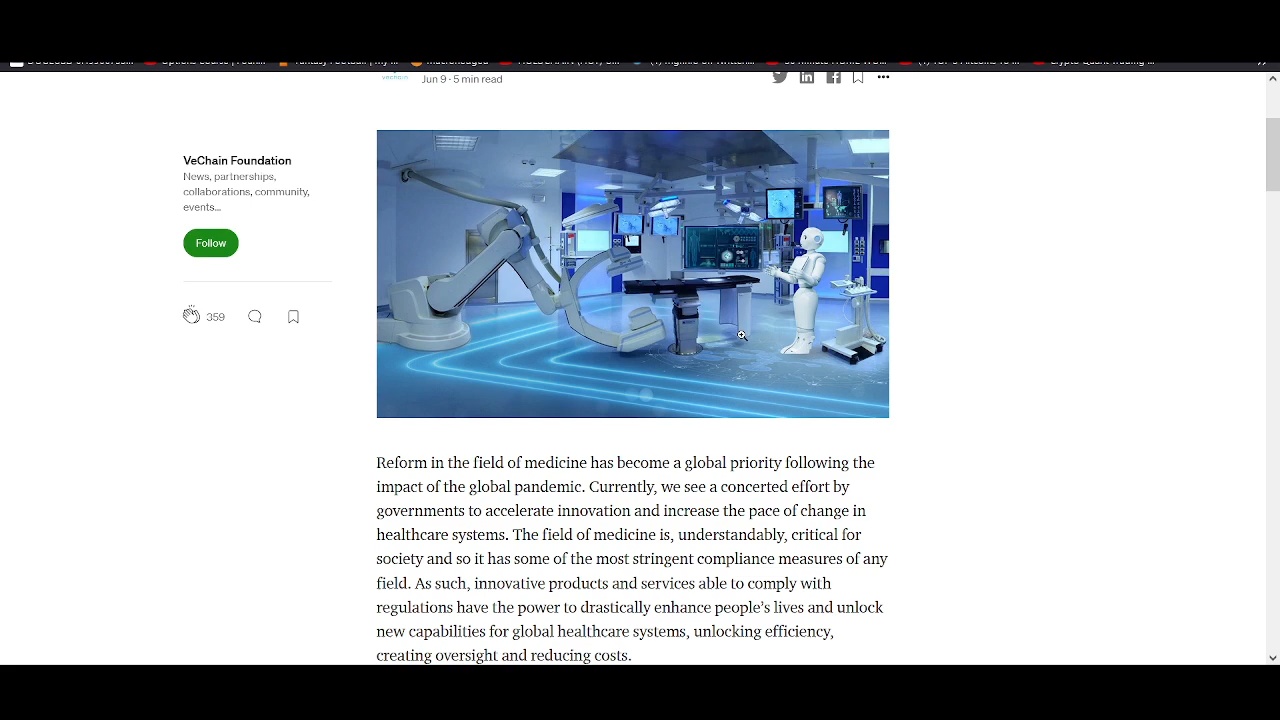 Jun 9 · 5 min read
VeChain Foundation
News, partnerships,
collaborations, community,
events...
Follow
359
Reform in the field of medicine has become a global priority following the
impact of the global pandemic. Currently, we see a concerted effort by
governments to accelerate innovation and increase the pace of change in
healthcare systems. The field of medicine is, understandably, critical for
society and so it has some of the most stringent compliance measures of any
field. As such, innovative products and services able to comply with
regulations have the power to drastically enhance people’s lives and unlock
new capabilities for global healthcare systems, unlocking efficiency,
creating oversight and reducing costs.